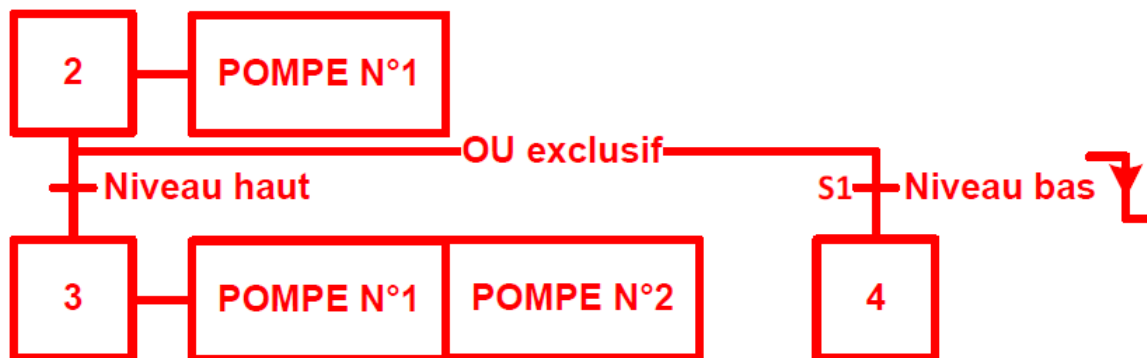 2 POMPE N°1
OU exclusif
Niveau haut S1 Niveau bas
3 POMPE N°1 POMPE N°2 4